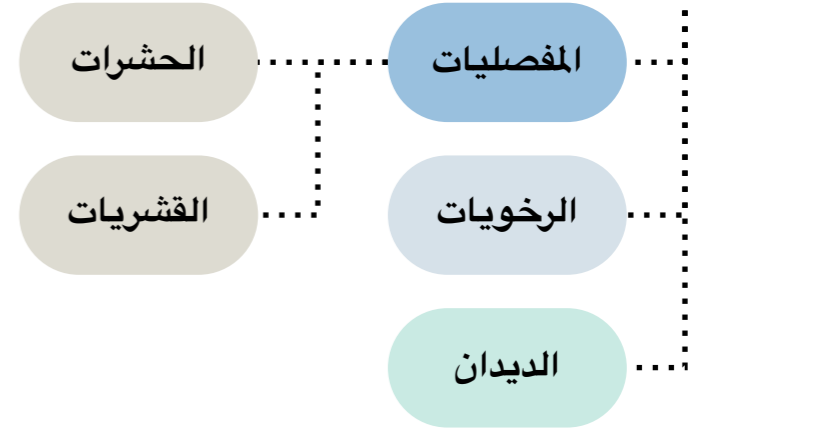 المفصليات
الحشرات
الرخويات
القشريات
الديدان